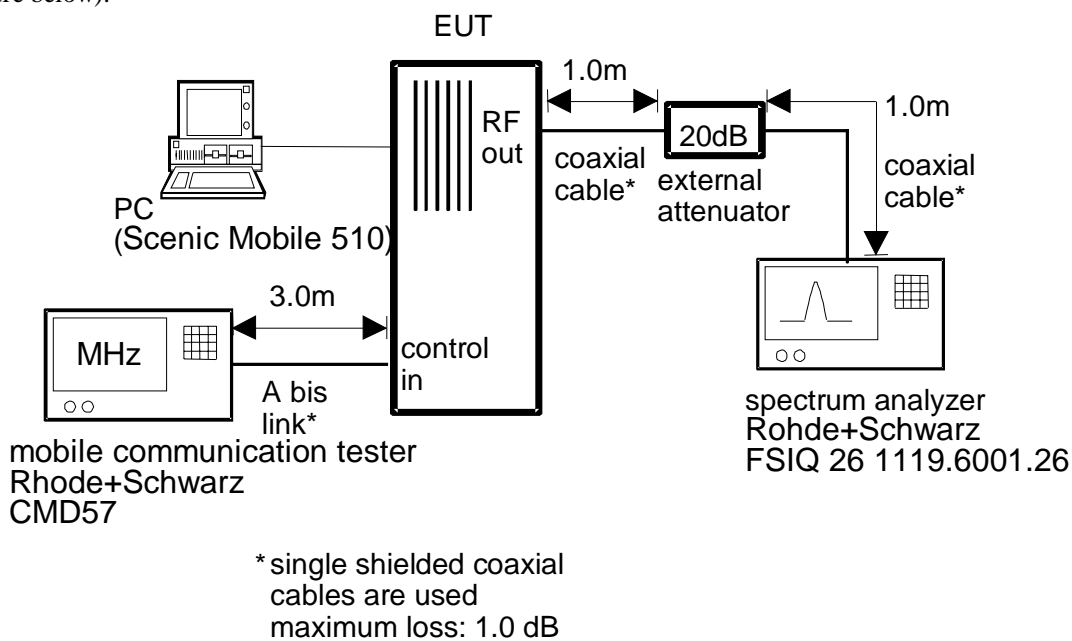 are below).
EUT
1.0m
1.0m
RF
out
20dB
coaxial
cable*
external
attenuator
coaxial
cable*
PC
(Scenic Mobile 510)
3.0m
MHz
control
in
A bis
link*
mobile communication tester
Rhode+Schwarz
CMD57
spectrum analyzer
Rohde+Schwarz
FSIQ 26 1119.6001.26
* single shielded coaxial
cables are used
maximum loss: 1.0 dB